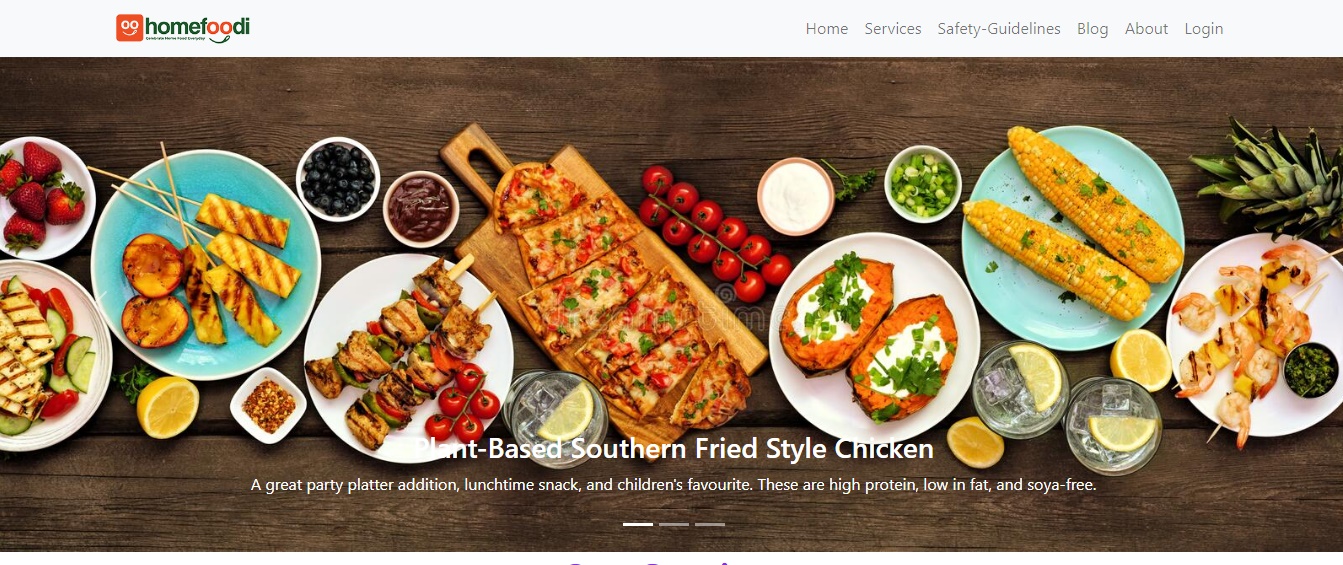 homefoodi
Celebrate Home Food Everyday
Home Services Safety-Guidelines Blog About Login
dreamstime
Plant-Based Southern Fried Style Chicken
A great party platter addition, lunchtime snack, and children's favourite. These are high protein, low in fat, and soya-free.